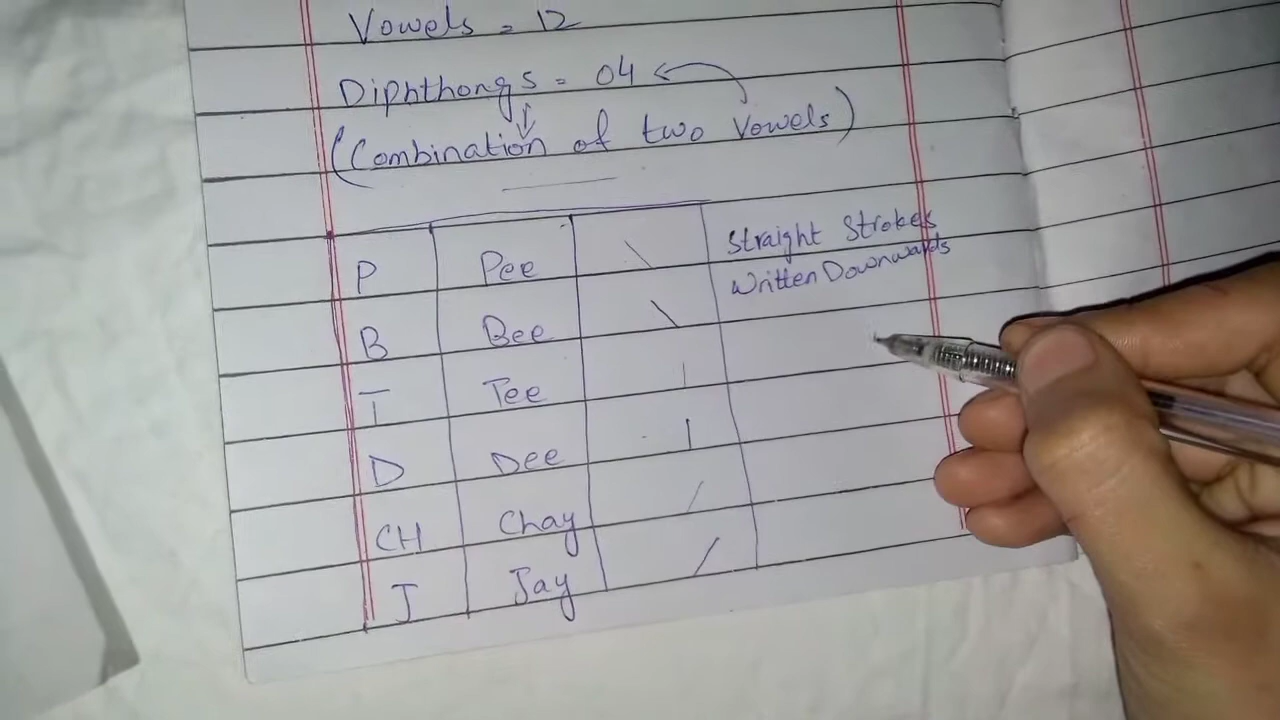 Vowels = 12
Diphthongs = 04
(Combination of two Vowels)
P Pee \ Straight Strokes
Written Downwards
B Bee \
T Tee |
D Dee |
CH Chay /
J Jay /